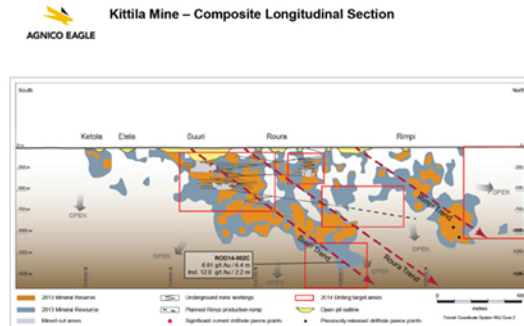 Kittila Mine – Composite Longitudinal Section
AGNICO EAGLE
South
North
Ketola
Etela
Suuri
Roura
Rimpi
0 m
OPEN
OPEN
OPEN
OPEN
OPEN
Rimpi Trend
Suuri Trend
Roura Trend
ROD14-002C
6.81 g/t Au / 6.4 m
Incl. 12.0 g/t Au / 2.2 m
2013 Mineral Reserve
Underground mine workings
2014 Drilling target areas
2013 Mineral Resource
Planned Rimpi production ramp
Open pit outline
Mined out areas
Significant current drillhole pierce points
Previously released drillhole pierce points
metres